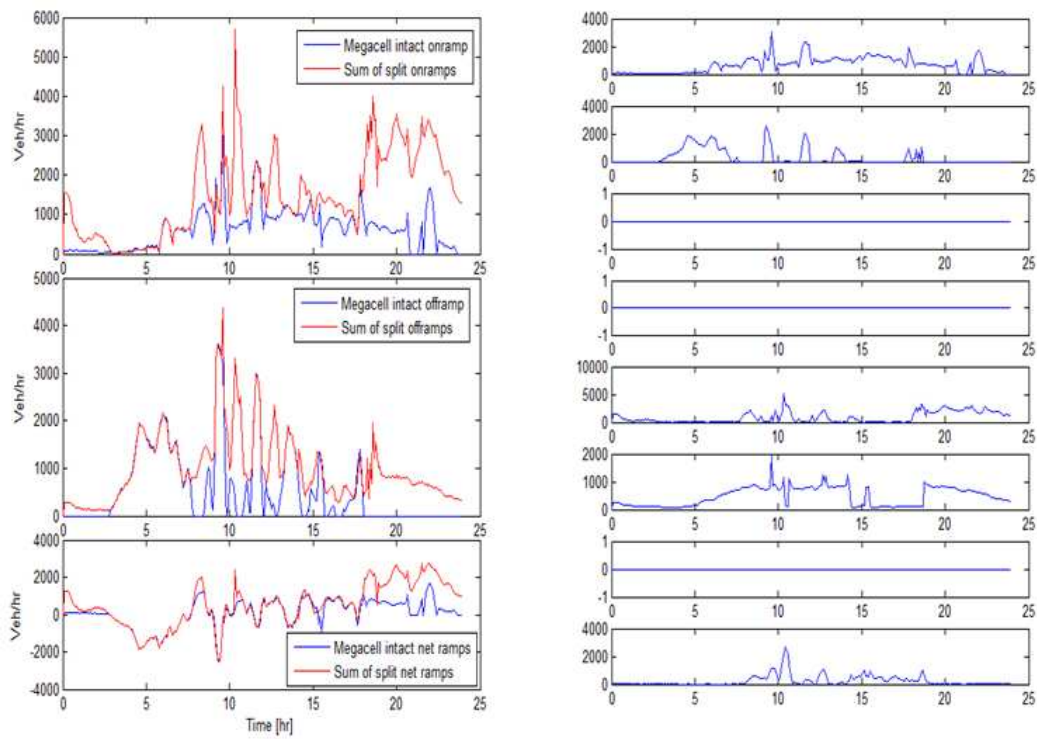 6000
5000
4000
3000
2000
1000
0
Veh/hr
Megacell intact onramp
Sum of split onramps
0 5 10 15 20 25
5000
4000
3000
2000
1000
0
Veh/hr
Megacell intact offramp
Sum of split offramps
0 5 10 15 20 25
4000
2000
0
-2000
-4000
Veh/hr
Megacell intact net ramps
Sum of split net ramps
0 5 10 15 20 25
Time [hr]
4000
2000
0
0 5 10 15 20 25
4000
2000
0
0 5 10 15 20 25
1
0
-1
0 5 10 15 20 25
1
0
-1
0 5 10 15 20 25
10000
5000
0
0 5 10 15 20 25
2000
1000
0
0 5 10 15 20 25
1
0
-1
0 5 10 15 20 25
4000
2000
0
0 5 10 15 20 25